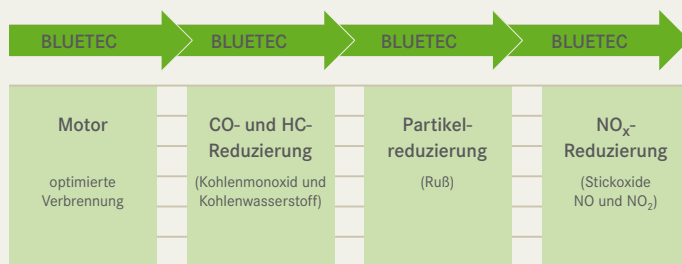 BLUETEC BLUETEC BLUETEC BLUETEC
Motor
optimierte
Verbrennung
CO- und HC-
Reduzierung
(Kohlenmonoxid und
Kohlenwasserstoff)
Partikel-
reduzierung
(Ruß)
NOₓ-
Reduzierung
(Stickoxide
NO und NO₂)